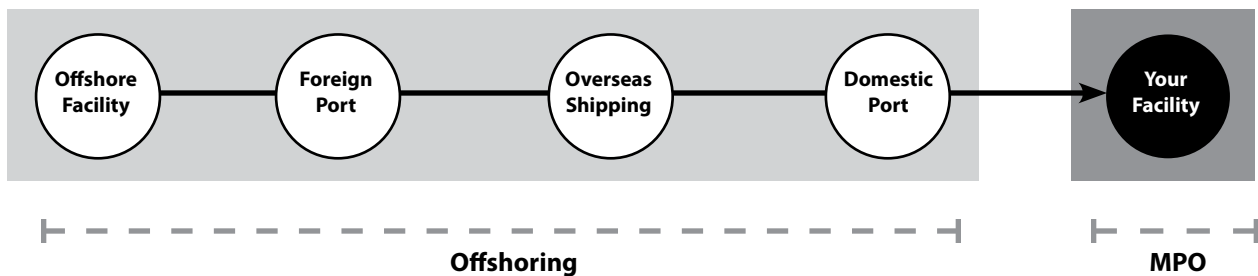 Offshore
Facility
Foreign
Port
Overseas
Shipping
Domestic
Port
Your
Facility
Offshoring
MPO